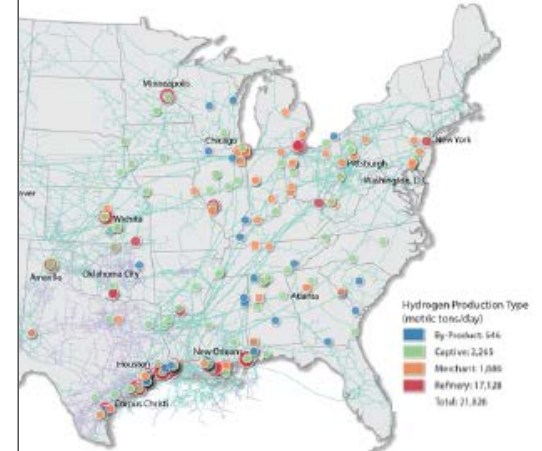 Minneapolis
Chicago
New York
Pittsburgh
Washington, D.C.
ver
Wichita
Amarillo
Oklahoma City
Atlanta
Hydrogen Production Type
(metric tons/day)
By-Product: 546
Captive: 2,265
Merchant: 1,886
Refinery: 17,128
Total: 21,826
New Orleans
Houston
Corpus Christi